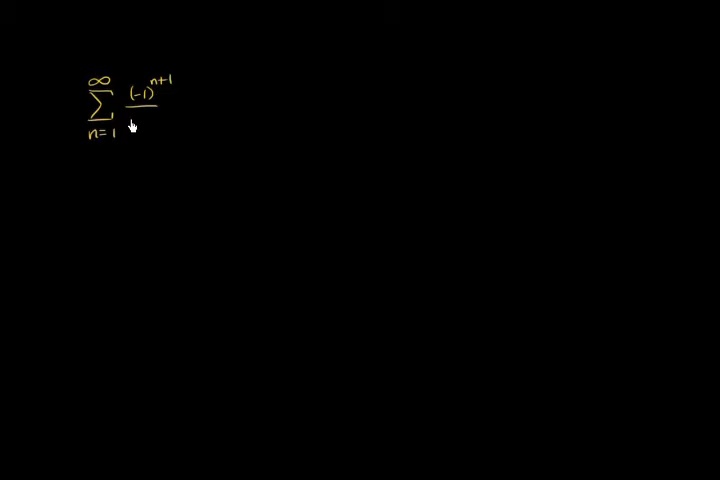 ∞
∑ (-1)^{n+1} / 
n=1